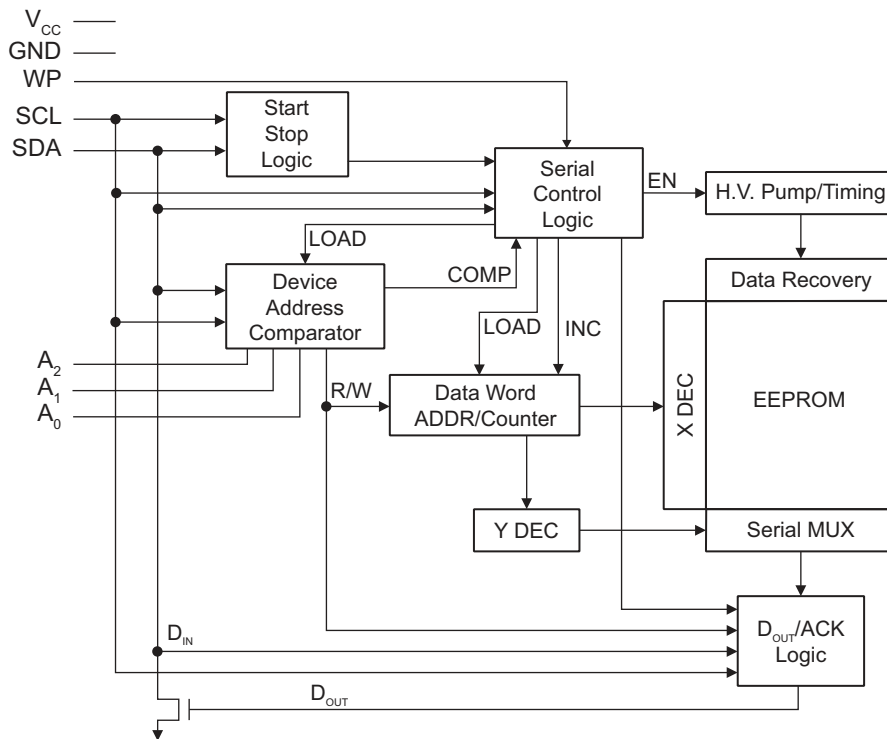 VCC
GND
WP
SCL
SDA
Start
Stop
Logic
Serial
Control
Logic
EN
H.V. Pump/Timing
LOAD
COMP
Device
Address
Comparator
LOAD
INC
Data Recovery
A2
A1
A0
R/W
Data Word
ADDR/Counter
X DEC
EEPROM
Y DEC
Serial MUX
DIN
DOUT/ACK
Logic
DOUT